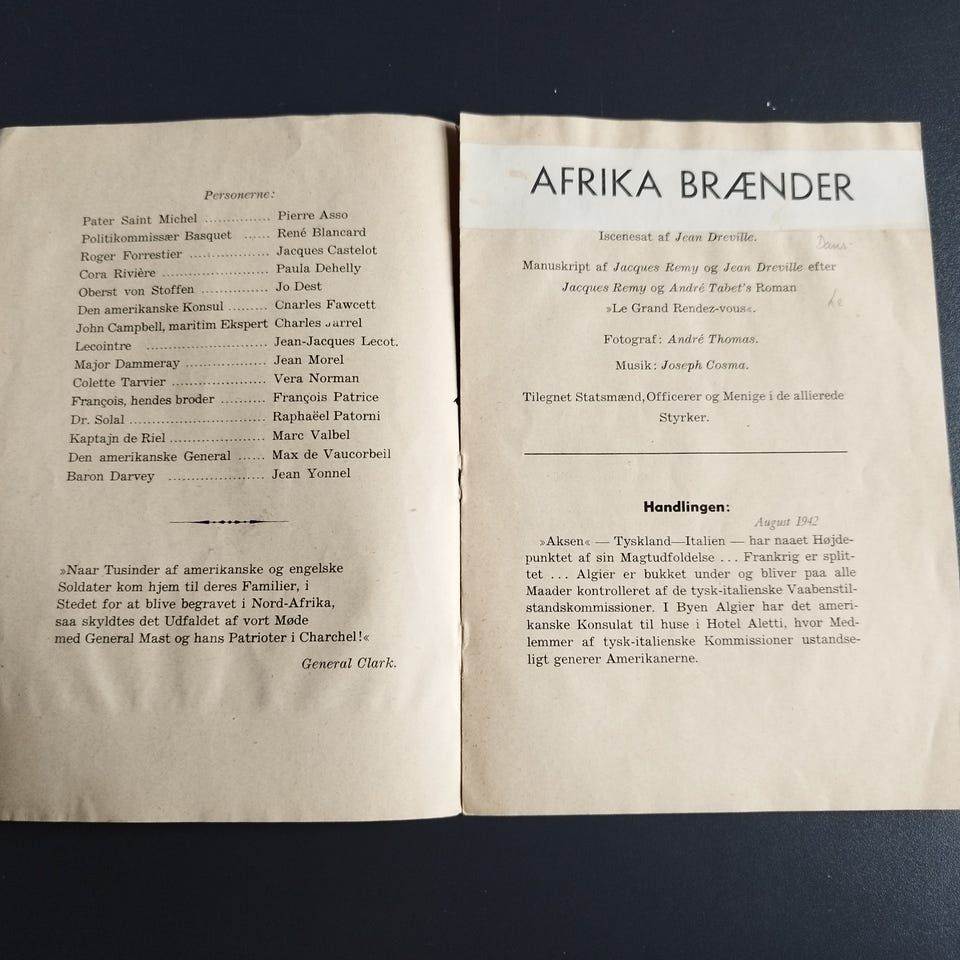 Personerne:
Pater Saint Michel .............. Pierre Asso
Politikommissær Basquet ...... René Blancard
Roger Forrestier ................. Jacques Castelot
Cora Rivière ...................... Paula Dehelly
Oberst von Stoffen .............. Jo Dest
Den amerikanske Konsul ......... Charles Fawcett
John Campbell, maritim Ekspert Charles Jarrel
Lecointre .......................... Jean-Jacques Lecot.
Major Dammeray ................. Jean Morel
Colette Tarvier .................... Vera Norman
François, hendes broder .......... François Patrice
Dr. Solal ............................. Raphaëel Patorni
Kaptajn de Riel .................... Marc Valbel
Den amerikanske General ...... Max de Vaucorbeil
Baron Darvey ..................... Jean Yonnel
»Naar Tusinder af amerikanske og engelske
Soldater kom hjem til deres Familier, i
Stedet for at blive begravet i Nord-Afrika,
saa skyldtes det Udfaldet af vort Møde
med General Mast og hans Patrioter i Charchel!«
General Clark.
AFRIKA BRÆNDER
Iscenesat af Jean Dreville.
Manuskript af Jacques Remy og Jean Dreville efter
Jacques Remy og André Tabet's Roman
»Le Grand Rendez-vous«.
Fotograf: André Thomas.
Musik: Joseph Cosma.
Tilegnet Statsmænd, Officerer og Menige i de allierede
Styrker.
Handlingen:
August 1942
»Aksen« — Tyskland—Italien — har naaet Højde-
punktet af sin Magtudfoldelse ... Frankrig er split-
tet ... Algier er bukket under og bliver paa alle
Maader kontrolleret af de tysk-italienske Vaabenstil-
standskommissioner. I Byen Algier har det ameri-
kanske Konsulat til huse i Hotel Aletti, hvor Med-
lemmer af tysk-italienske Kommissioner ustandse-
ligt generer Amerikanerne.